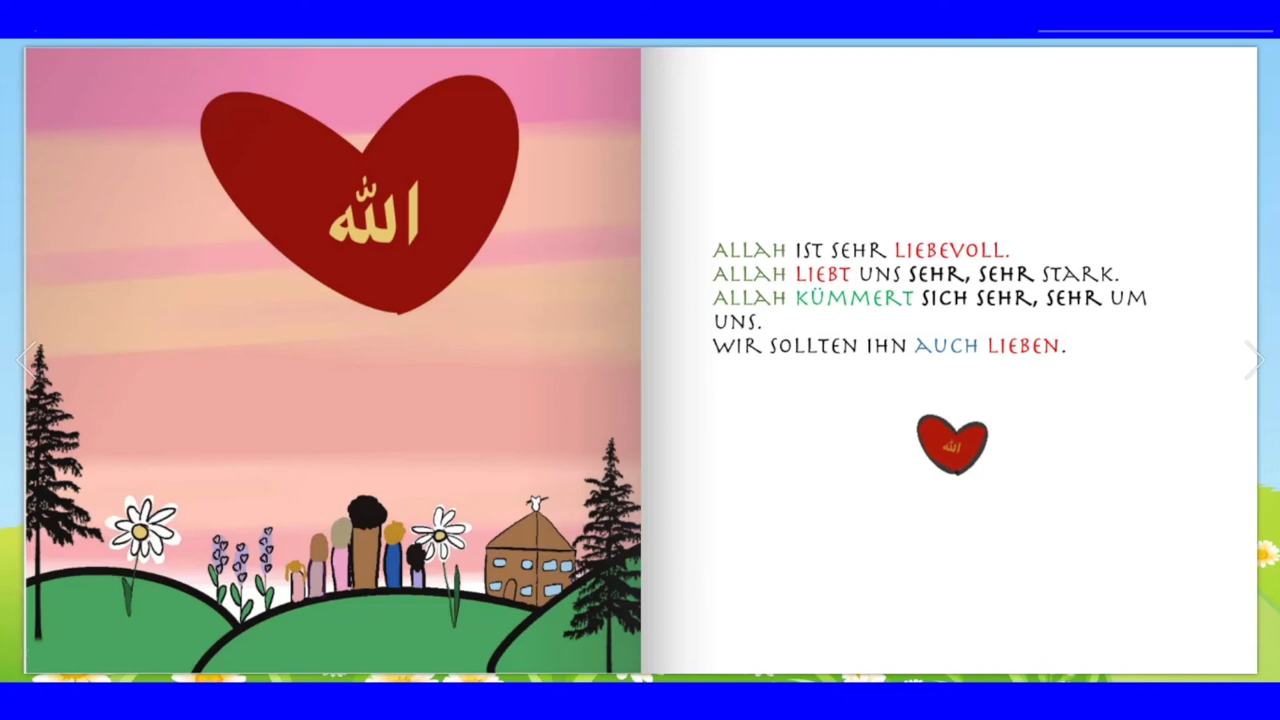 الله
ALLAH IST SEHR LIEBEVOLL.
ALLAH LIEBT UNS SEHR, SEHR STARK.
ALLAH KÜMMERT SICH SEHR, SEHR UM
UNS.
WIR SOLLTEN IHN AUCH LIEBEN.
الله